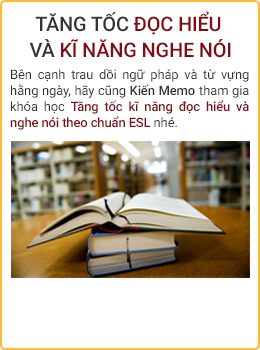 TĂNG TỐC ĐỌC HIỂU
VÀ KĨ NĂNG NGHE NÓI
Bên cạnh trau dồi ngữ pháp và từ vựng
hằng ngày, hãy cũng Kiến Memo tham gia
khóa học Tăng tốc kĩ năng đọc hiểu và
nghe nói theo chuẩn ESL nhé.